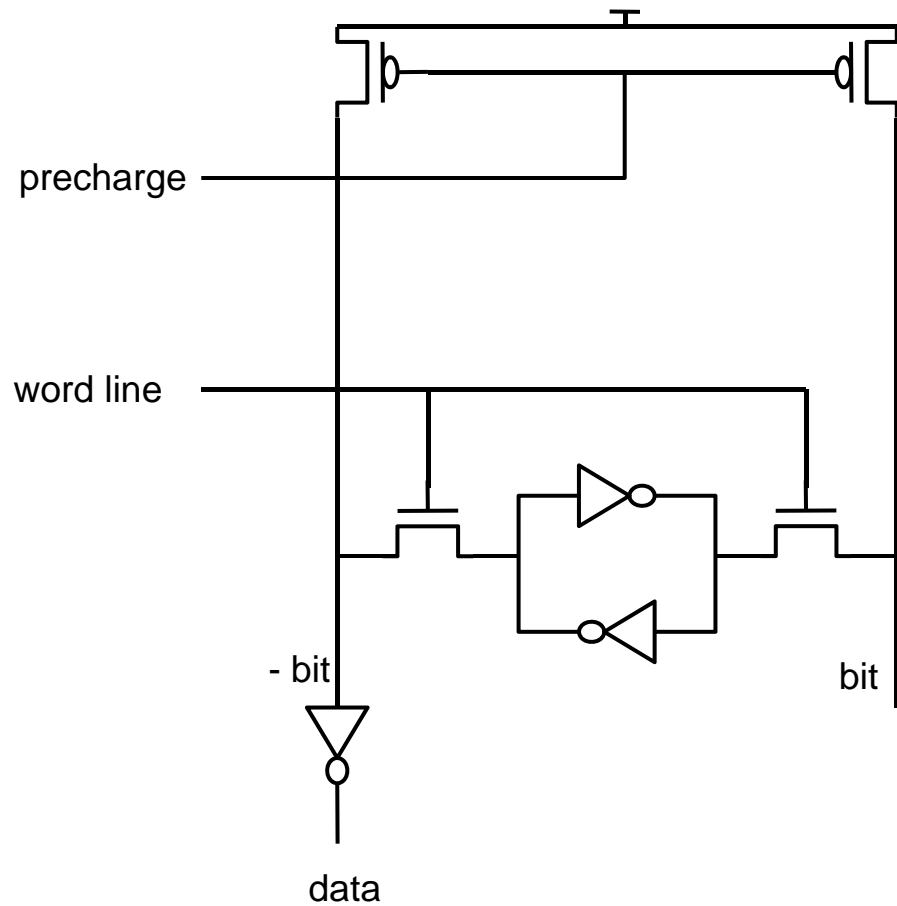 precharge
word line
- bit
bit
data